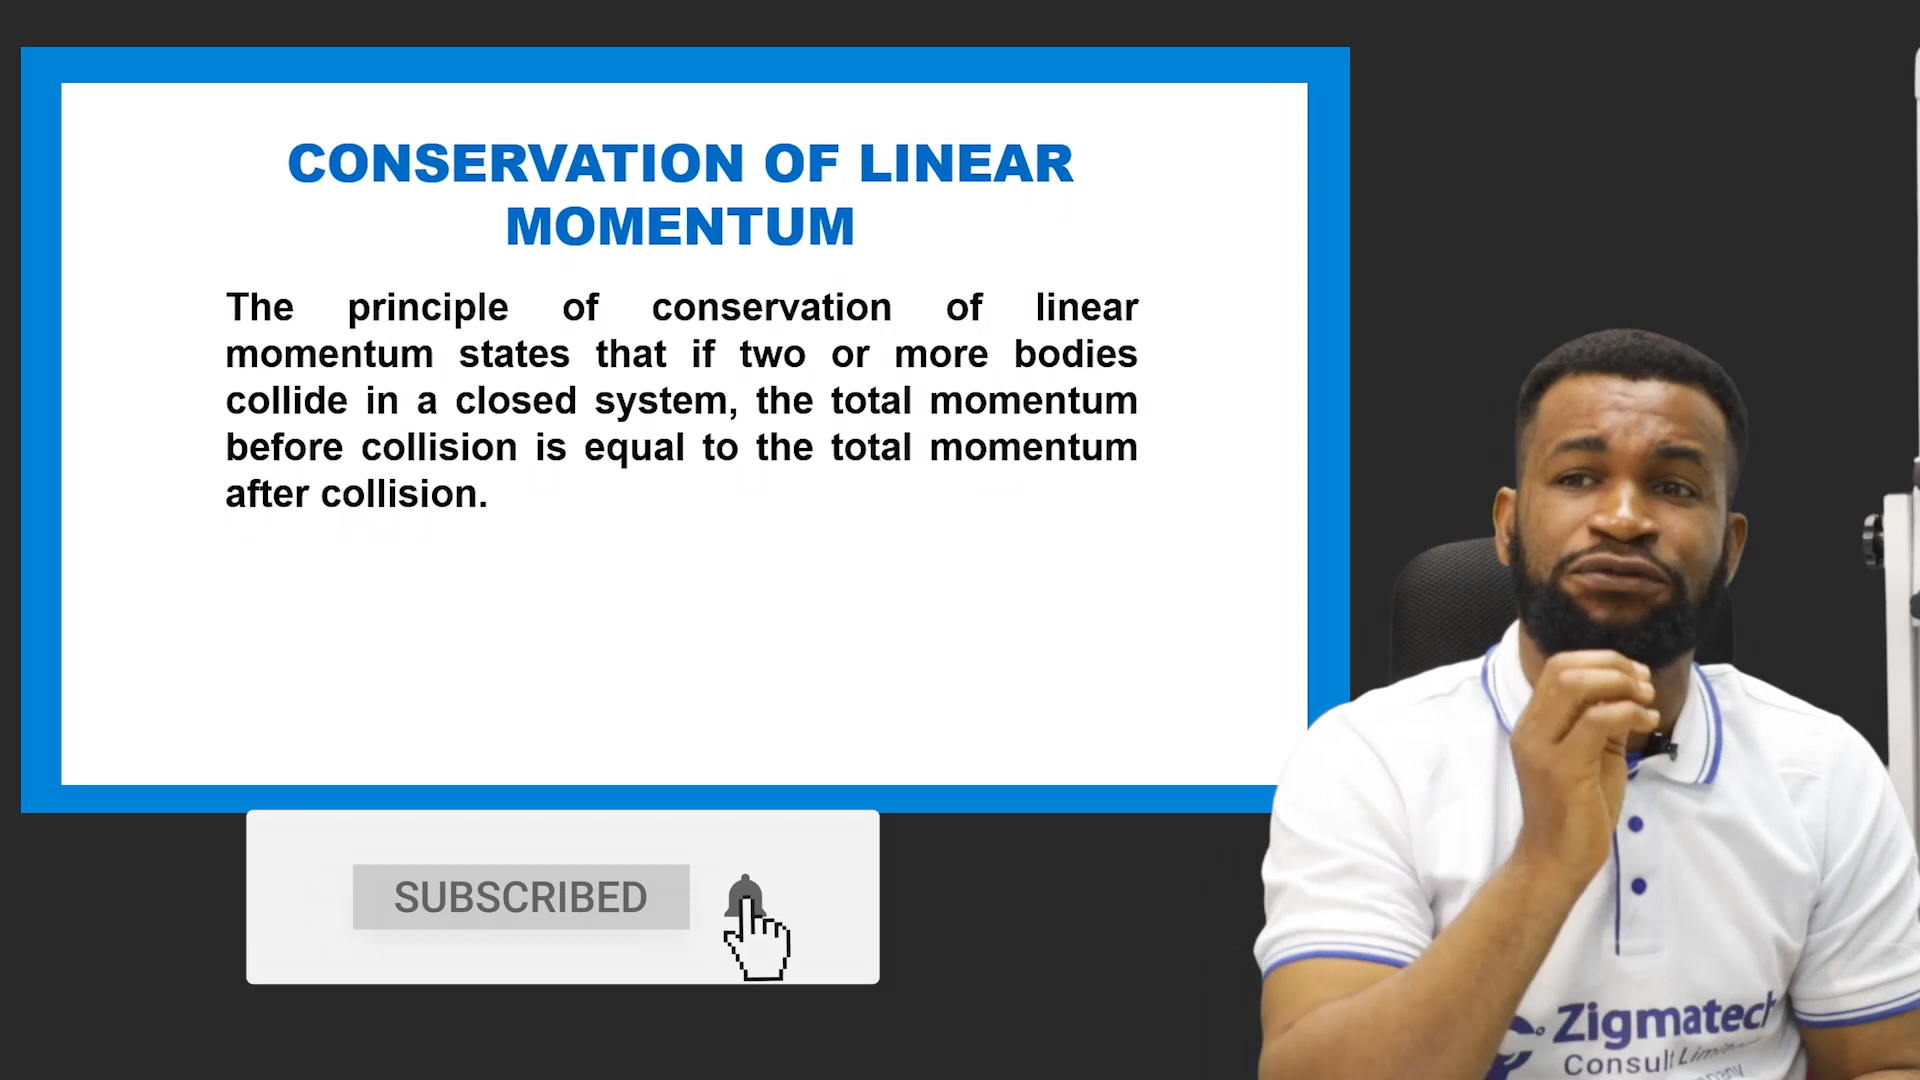 CONSERVATION OF LINEAR
MOMENTUM
The principle of conservation of linear
momentum states that if two or more bodies
collide in a closed system, the total momentum
before collision is equal to the total momentum
after collision.
SUBSCRIBED
Zigmatech
Consult